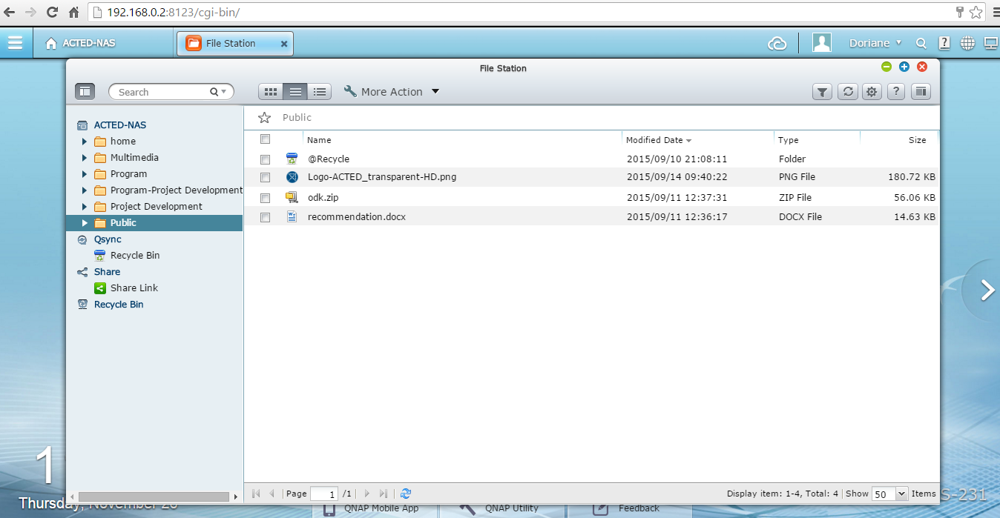 192.168.0.2:8123/cgi-bin/
ACTED-NAS
File Station
Doriane
File Station
Search
More Action
Public
ACTED-NAS
home
Multimedia
Program
Program-Project Development
Project Development
Public
Qsync
Recycle Bin
Share
Share Link
Recycle Bin
Name Modified Date Type Size
@Recycle 2015/09/10 21:08:11 Folder
Logo-ACTED_transparent-HD.png 2015/09/14 09:40:22 PNG File 180.72 KB
odk.zip 2015/09/11 12:37:31 ZIP File 56.06 KB
recommendation.docx 2015/09/11 12:36:17 DOCX File 14.63 KB
Page 1 /1 Display item: 1-4, Total: 4 Show 50 Items
1
S-231
Thursday, November 26
QNAP Mobile App QNAP Utility Feedback